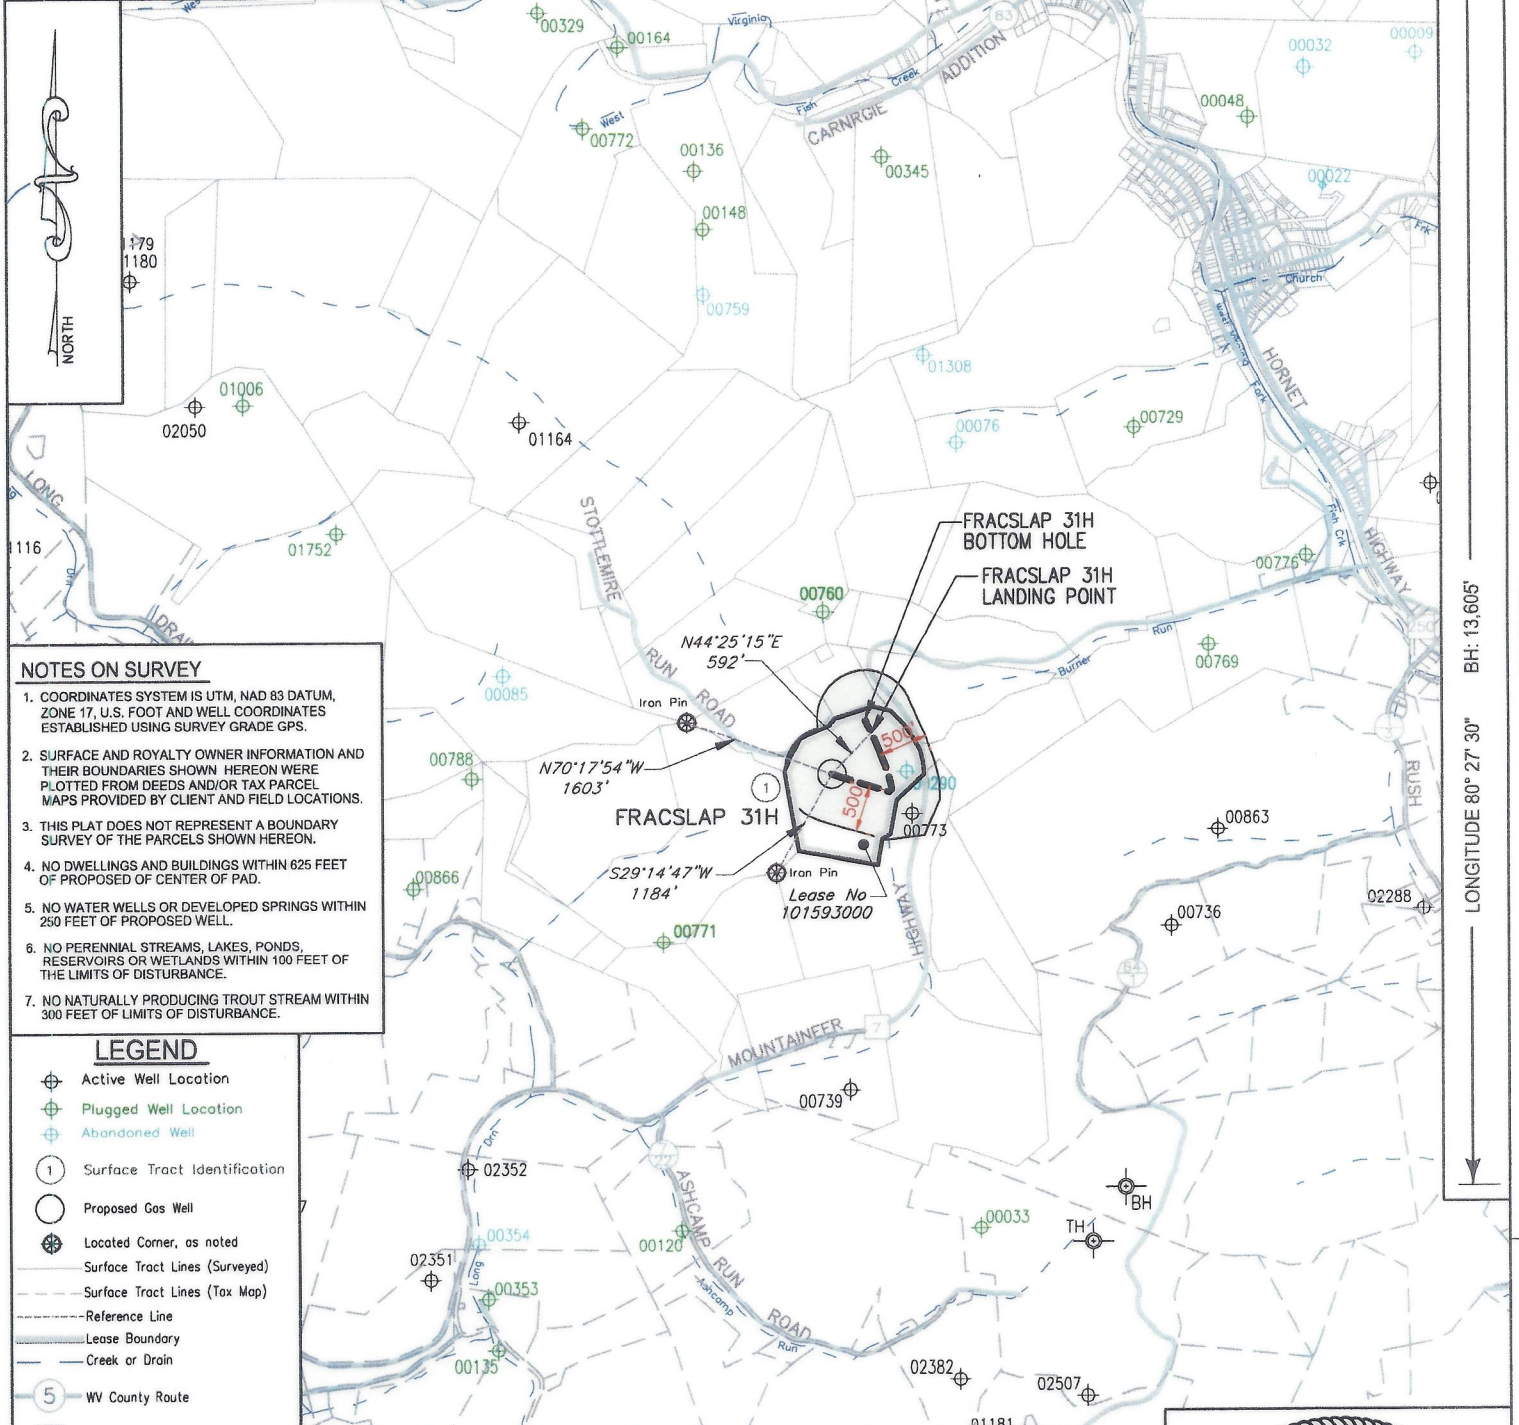 00329
00164
Virginia
83
00032
00009
West
Fish
Creek
CARNRGIE
ADDITION
00048
00772
00136
00345
00022
00148
Frk
1179
1180
Church
00759
NORTH
01308
HORNET
Fork
01006
02050
01164
00076
00729
LONG
1116
01752
STOTTLEMIRE
RUN
ROAD
FRACSLAP 31H
BOTTOM HOLE
FRACSLAP 31H
LANDING POINT
Fish Crk
HIGHWAY
00776
250
00760
N44°25'15"E
592'
Burner
Run
00769
BH: 13,605'
LONGITUDE 80° 27' 30"
NOTES ON SURVEY
1. COORDINATES SYSTEM IS UTM, NAD 83 DATUM,
ZONE 17, U.S. FOOT AND WELL COORDINATES
ESTABLISHED USING SURVEY GRADE GPS.
2. SURFACE AND ROYALTY OWNER INFORMATION AND
THEIR BOUNDARIES SHOWN HEREON WERE
PLOTTED FROM DEEDS AND/OR TAX PARCEL
MAPS PROVIDED BY CLIENT AND FIELD LOCATIONS.
3. THIS PLAT DOES NOT REPRESENT A BOUNDARY
SURVEY OF THE PARCELS SHOWN HEREON.
4. NO DWELLINGS AND BUILDINGS WITHIN 625 FEET
OF PROPOSED OF CENTER OF PAD.
5. NO WATER WELLS OR DEVELOPED SPRINGS WITHIN
250 FEET OF PROPOSED WELL.
6. NO PERENNIAL STREAMS, LAKES, PONDS,
RESERVOIRS OR WETLANDS WITHIN 100 FEET OF
THE LIMITS OF DISTURBANCE.
7. NO NATURALLY PRODUCING TROUT STREAM WITHIN
300 FEET OF LIMITS OF DISTURBANCE.
00085
Iron Pin
00788
N70°17'54"W
1603'
1
FRACSLAP 31H
500'
500'
00773
RUSH
00863
00866
S29°14'47"W
1184'
Iron Pin
Lease No
101593000
HIGHWAY
02288
00736
00771
7
MOUNTAINEER
LEGEND
Active Well Location
Plugged Well Location
Abandoned Well
1 Surface Tract Identification
Proposed Gas Well
Located Corner, as noted
Surface Tract Lines (Surveyed)
Surface Tract Lines (Tax Map)
Reference Line
Lease Boundary
Creek or Drain
5 WV County Route
00739
Drn
02352
ASHCAMP
RUN
ROAD
BH
TH
00033
00354
00120
02351
Long
00353
Ashcamp
Run
00135
02382
02507
01181